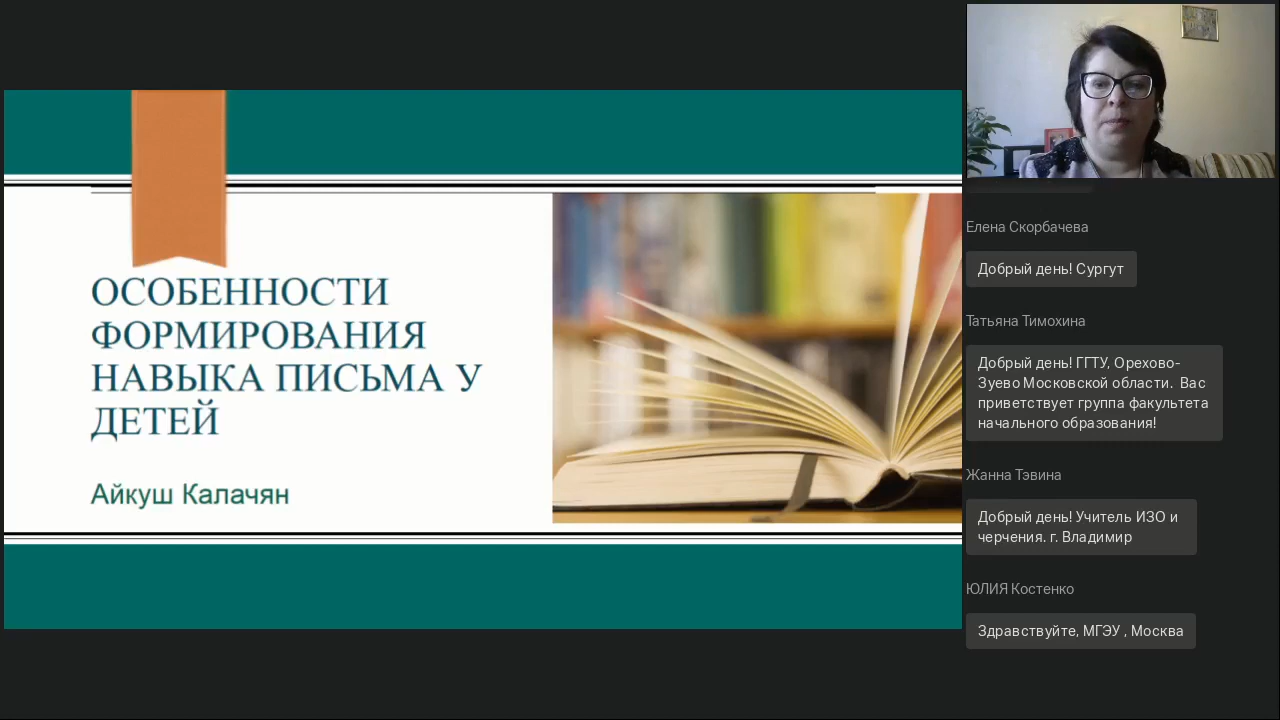 ОСОБЕННОСТИ
ФОРМИРОВАНИЯ
НАВЫКА ПИСЬМА У
ДЕТЕЙ
Айкуш Калачян
Елена Скорбачева
Добрый день! Сургут
Татьяна Тимохина
Добрый день! ГГТУ, Орехово-
Зуево Московской области.  Вас
приветствует группа факультета
начального образования!
Жанна Тэвина
Добрый день! Учитель ИЗО и
черчения. г. Владимир
ЮЛИЯ Костенко
Здравствуйте, МГЭУ , Москва